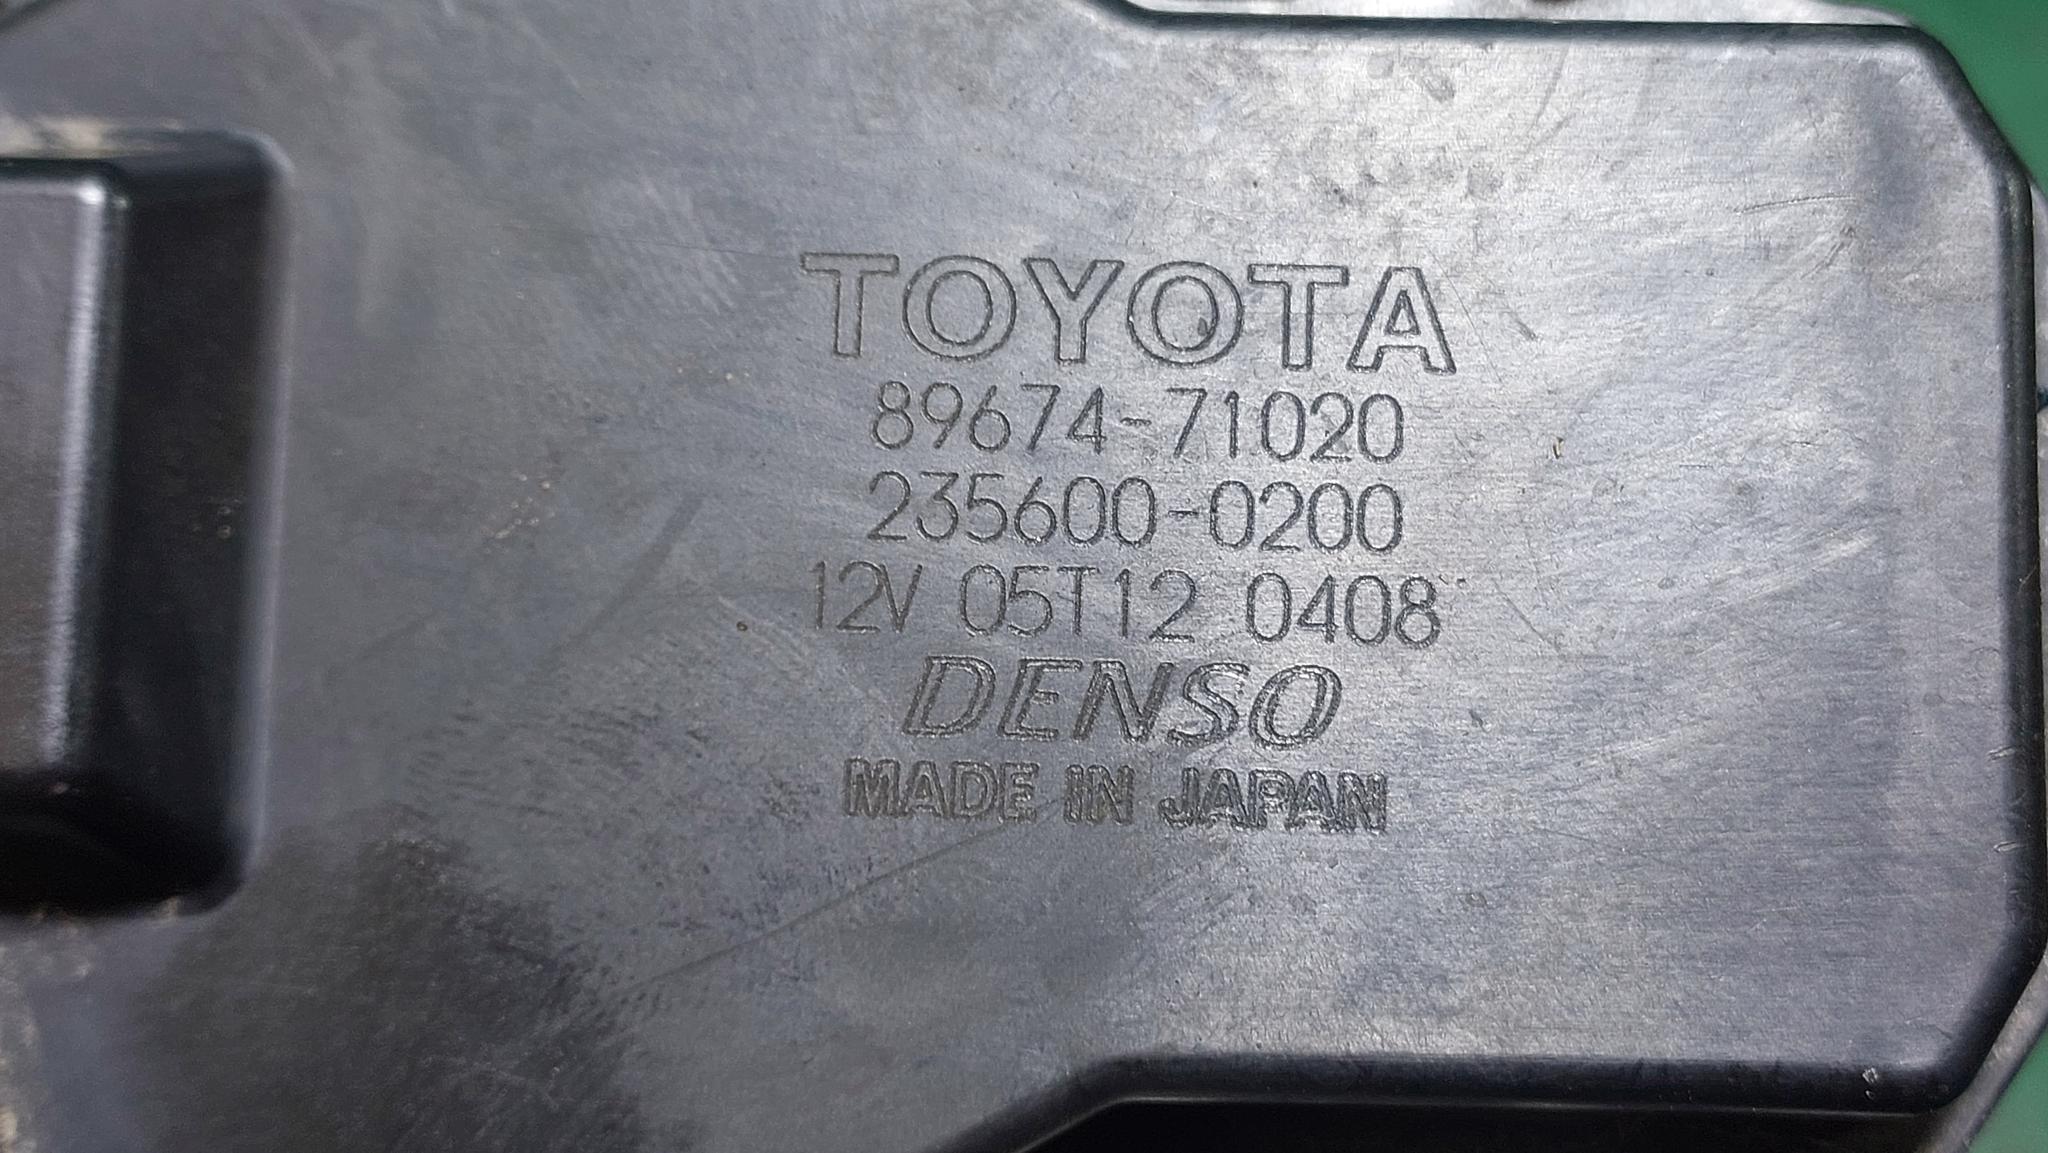 TOYOTA
89674-71020
235600-0200
12V 05T12 0408
DENSO
MADE IN JAPAN